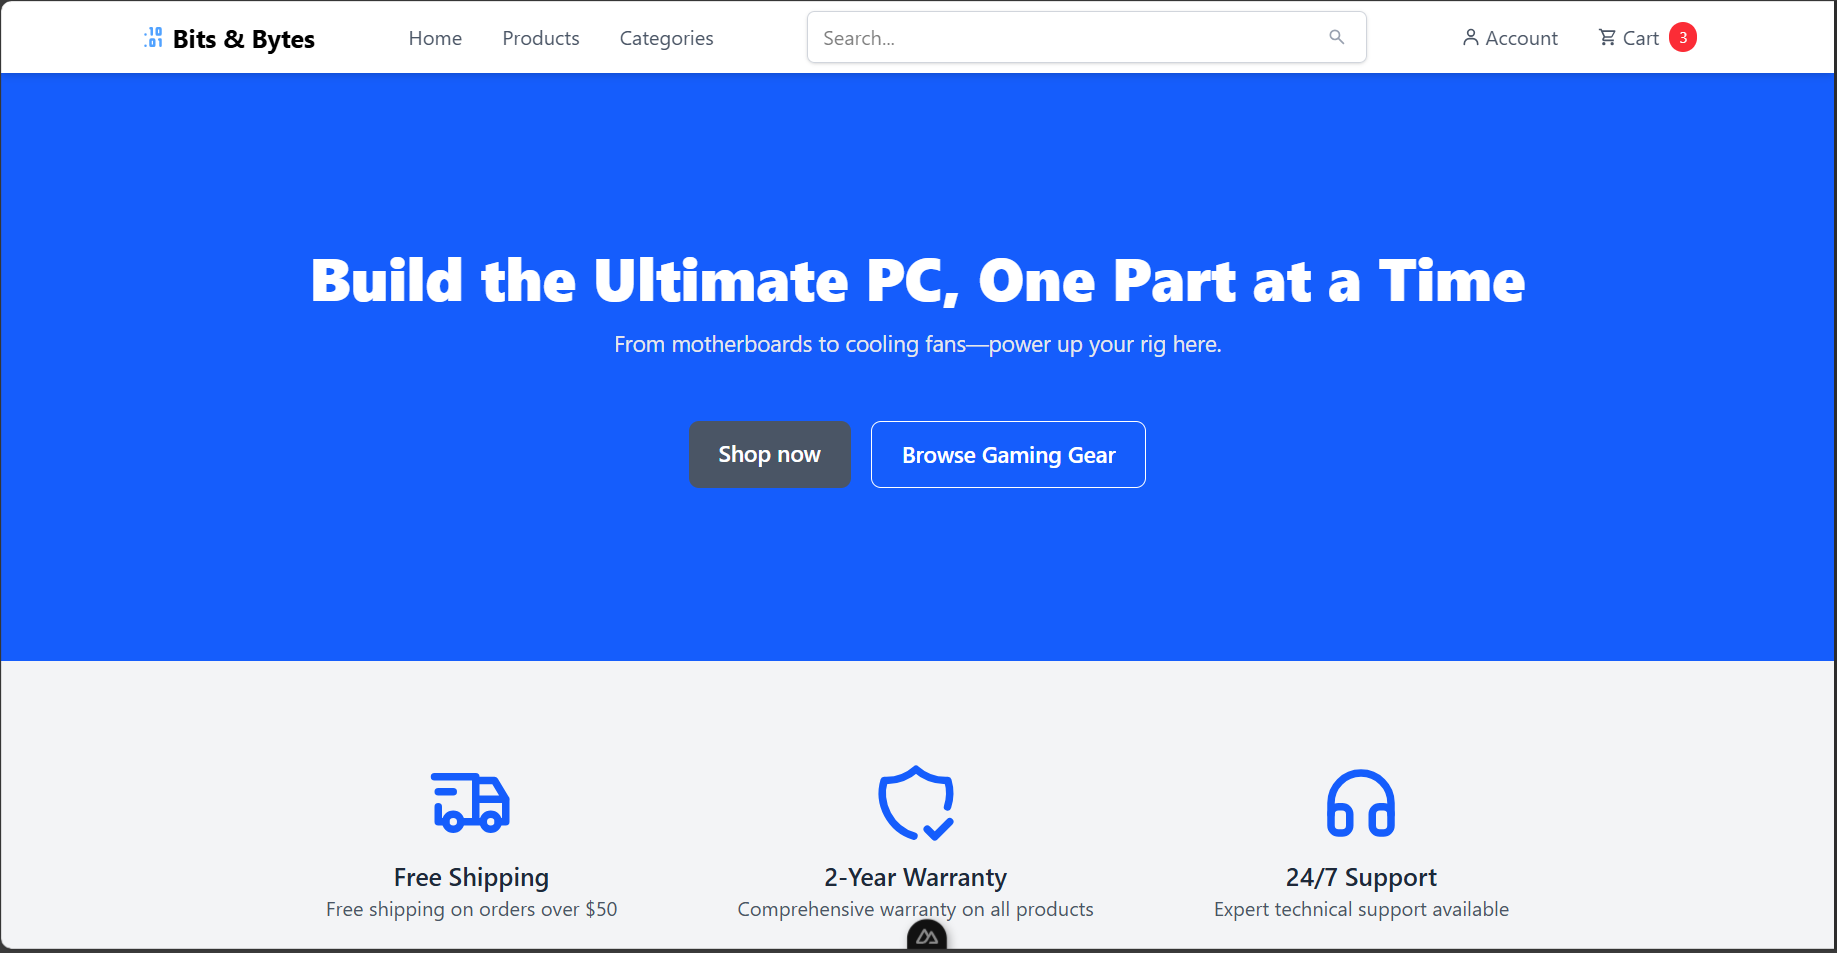 Bits & Bytes
Home
Products
Categories
Search...
Account
Cart
3
Build the Ultimate PC, One Part at a Time
From motherboards to cooling fans—power up your rig here.
Shop now
Browse Gaming Gear
Free Shipping
Free shipping on orders over $50
2-Year Warranty
Comprehensive warranty on all products
24/7 Support
Expert technical support available